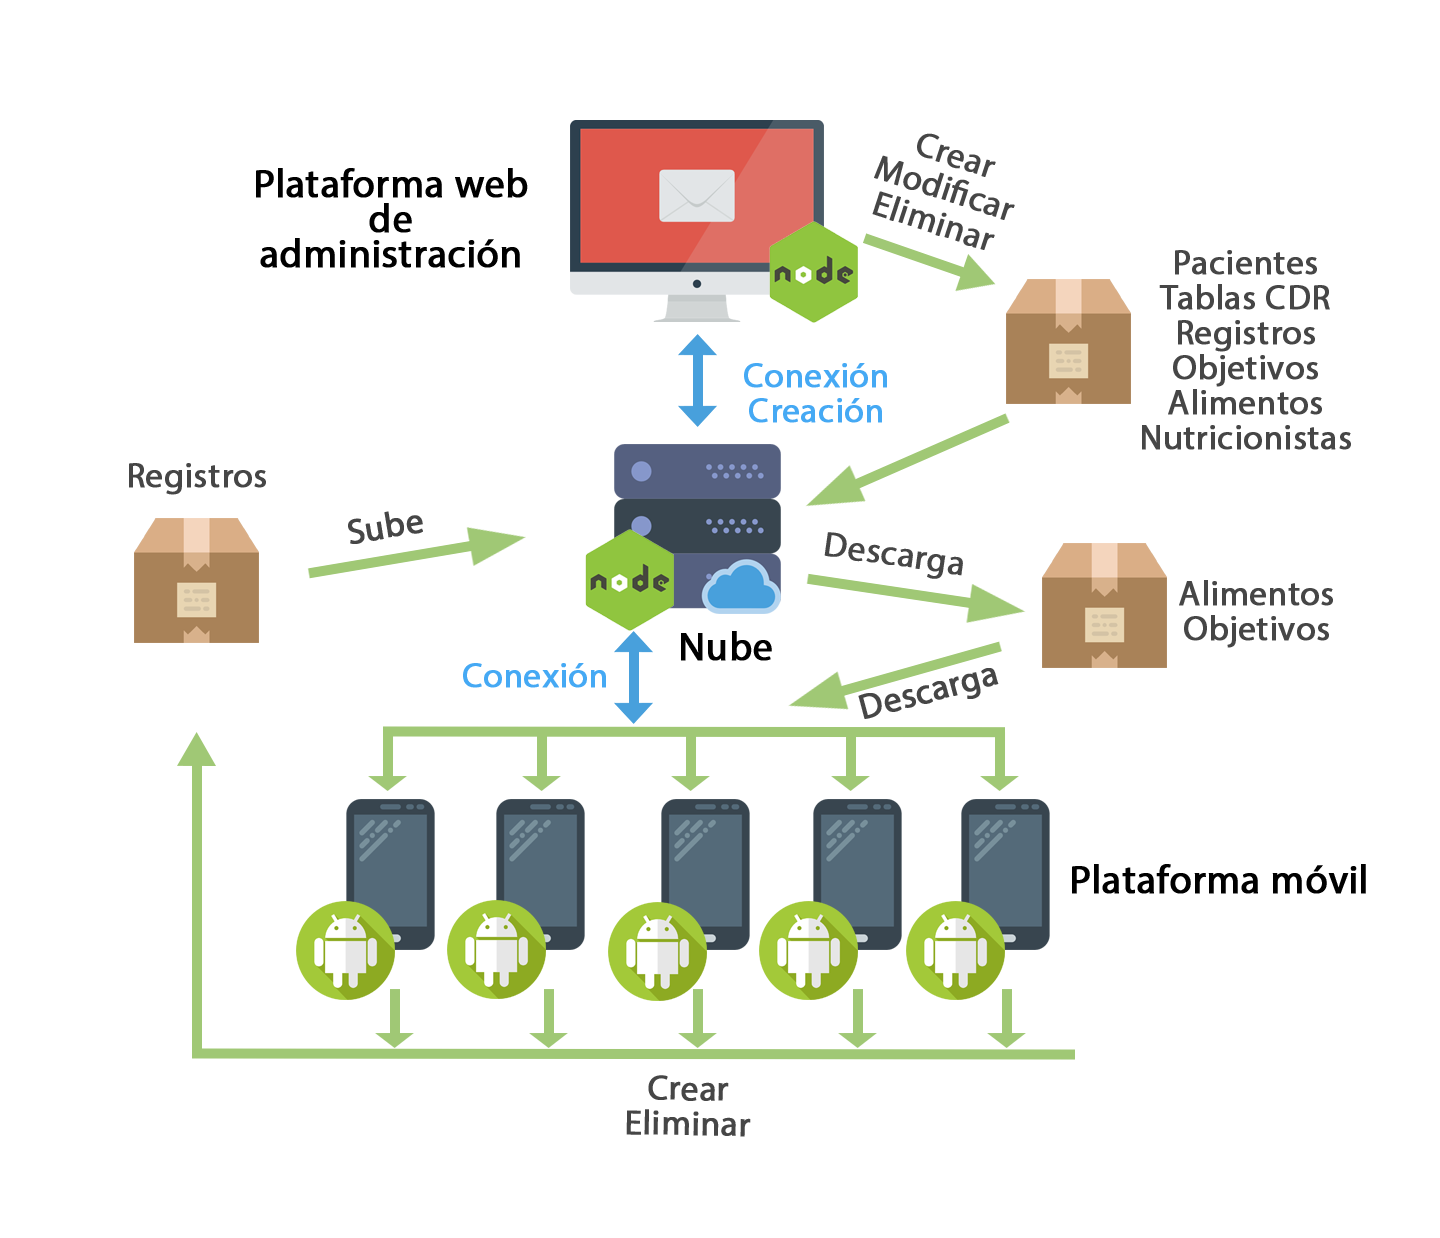 Plataforma web
de
administración
node
Crear
Modificar
Eliminar
Pacientes
Tablas CDR
Registros
Objetivos
Alimentos
Nutricionistas
Conexión
Creación
Registros
Sube
node
Nube
Descarga
Alimentos
Objetivos
Descarga
Conexión
Plataforma móvil
Crear
Eliminar